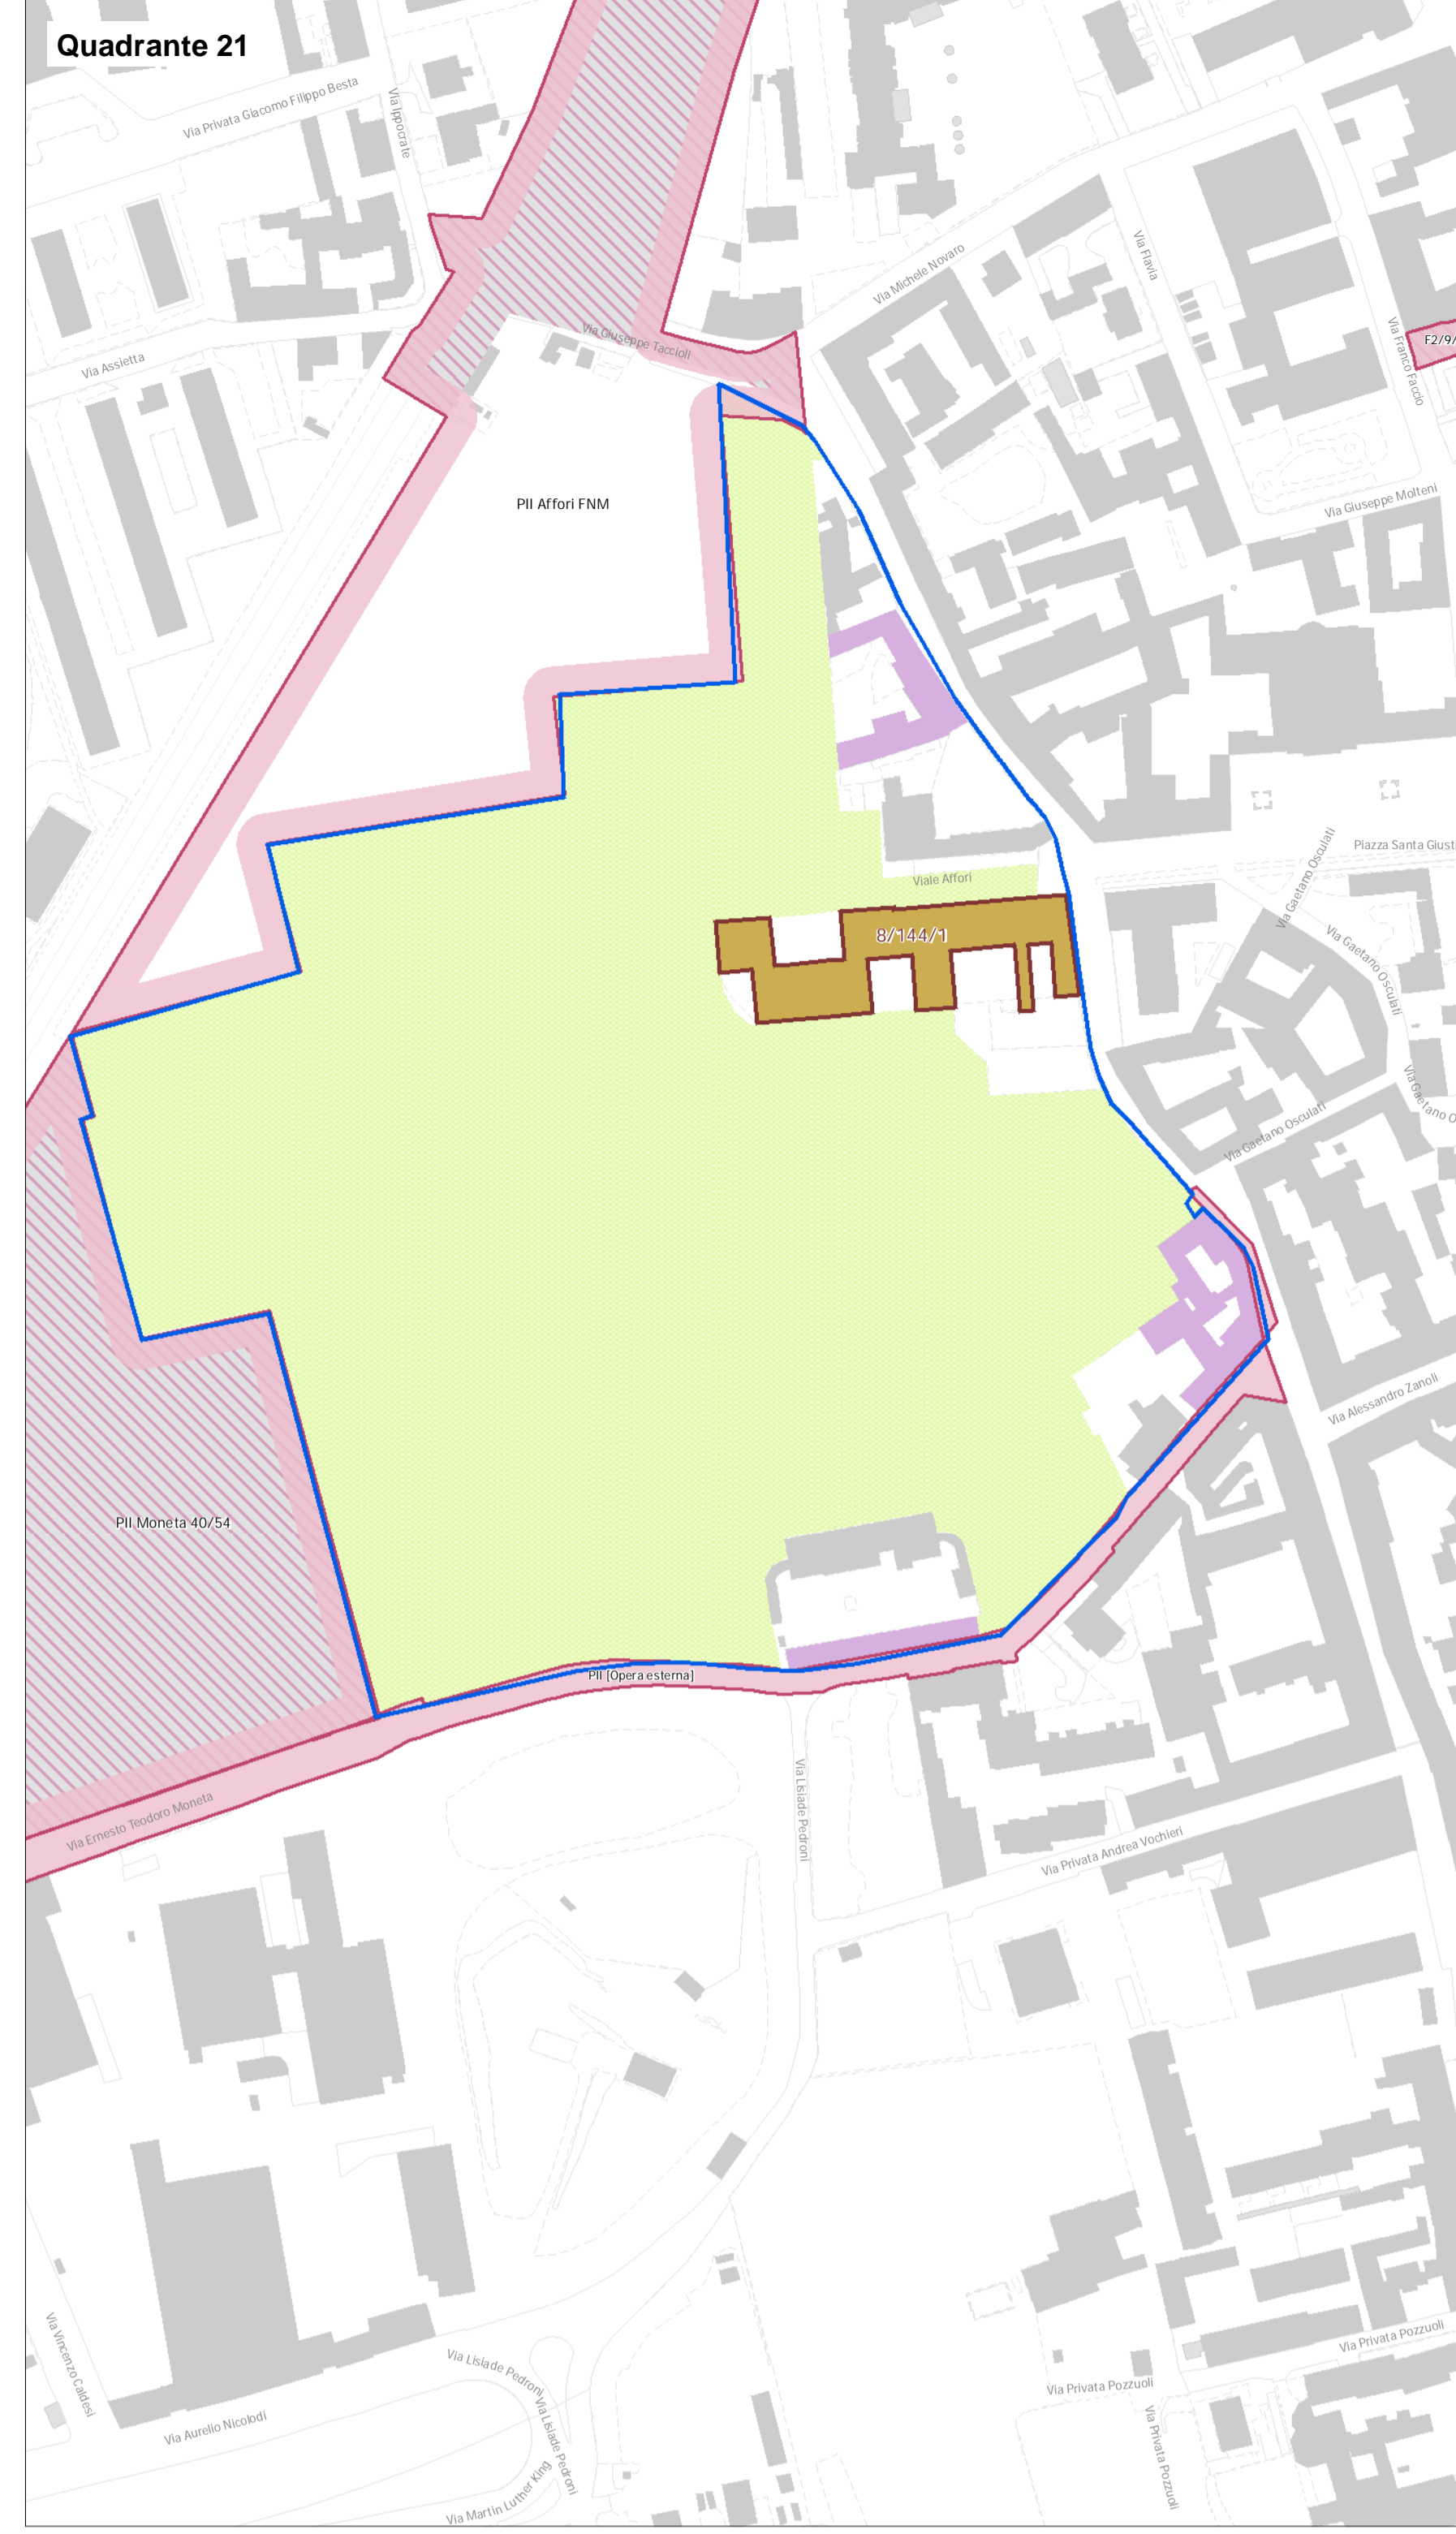 Quadrante 21
Via Privata Giacomo Filippo Besta
Via Ippocrate
Via Michele Novaro
Via Flavia
Via Giuseppe Taccioli
Via Franco Faccio
F2/9/
Via Assietta
PII Affori FNM
Via Giuseppe Molteni
Piazza Santa Giusti
Viale Affori
Via Gaetano Osculati
8/144/1
Via Gaetano Osculati
Via Gaetano O
Via Gaetano Osculati
Via Alessandro Zanoli
PII Moneta 40/54
PII [Opera esterna]
Via Ernesto Teodoro Moneta
Via Lisiade Pedroni
Via Privata Andrea Vochieri
Via Vincenzo Caldesi
Via Lisiade Pedroni
Via Privata Pozzuoli
Via Privata Pozzuoli
Via Aurelio Nicolodi
Via Lisiade Pedroni
Via Privata Pozzuoli
Via Martin Luther King